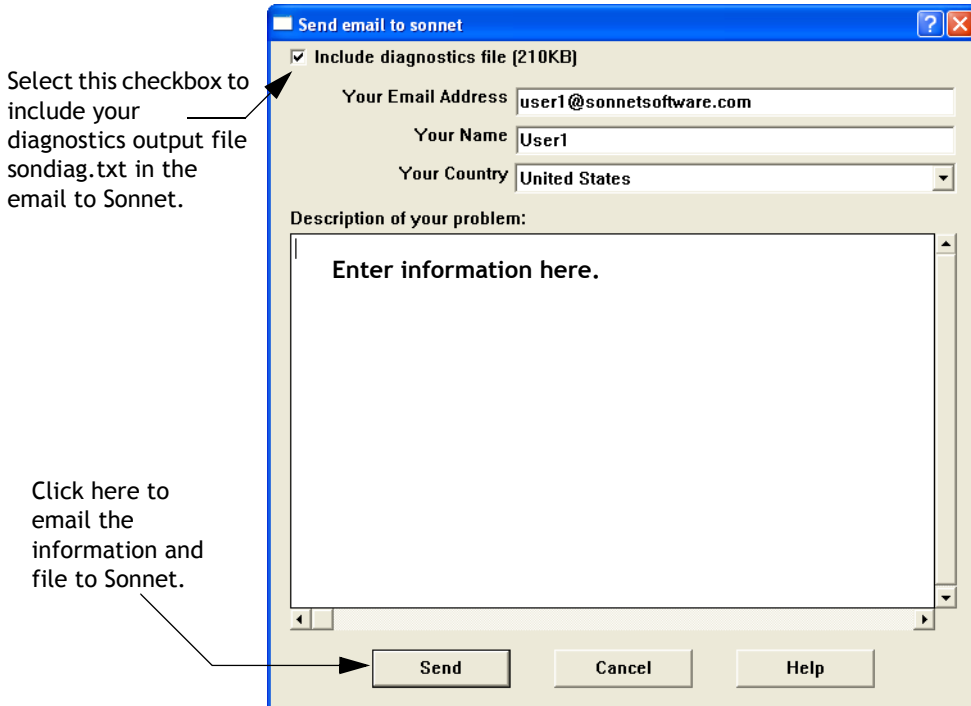 Send email to sonnet
Include diagnostics file (210KB)
Select this checkbox to
include your
diagnostics output file
sondiag.txt in the
email to Sonnet.
Your Email Address user1@sonnetsoftware.com
Your Name User1
Your Country United States
Description of your problem:
Enter information here.
Click here to
email the
information and
file to Sonnet.
Send Cancel Help